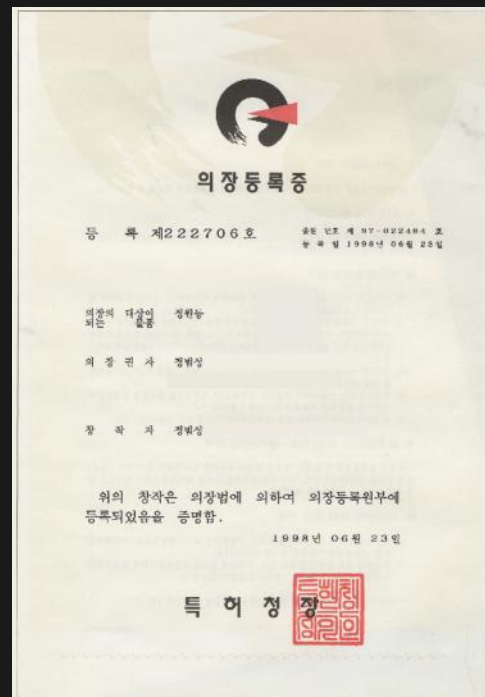 의장등록증
등 록 제222706호
출원 번호 제 97-022484 호
등 록 일 1998년 06월 23일
의장의 대상이 정원등
되는 물품
의 장 권 자 정범성
창 작 자 정범성
위의 창작은 의장법에 의하여 의장등록원부에
등록되었음을 증명함.
1998년 06월 23일
특 허 청 장